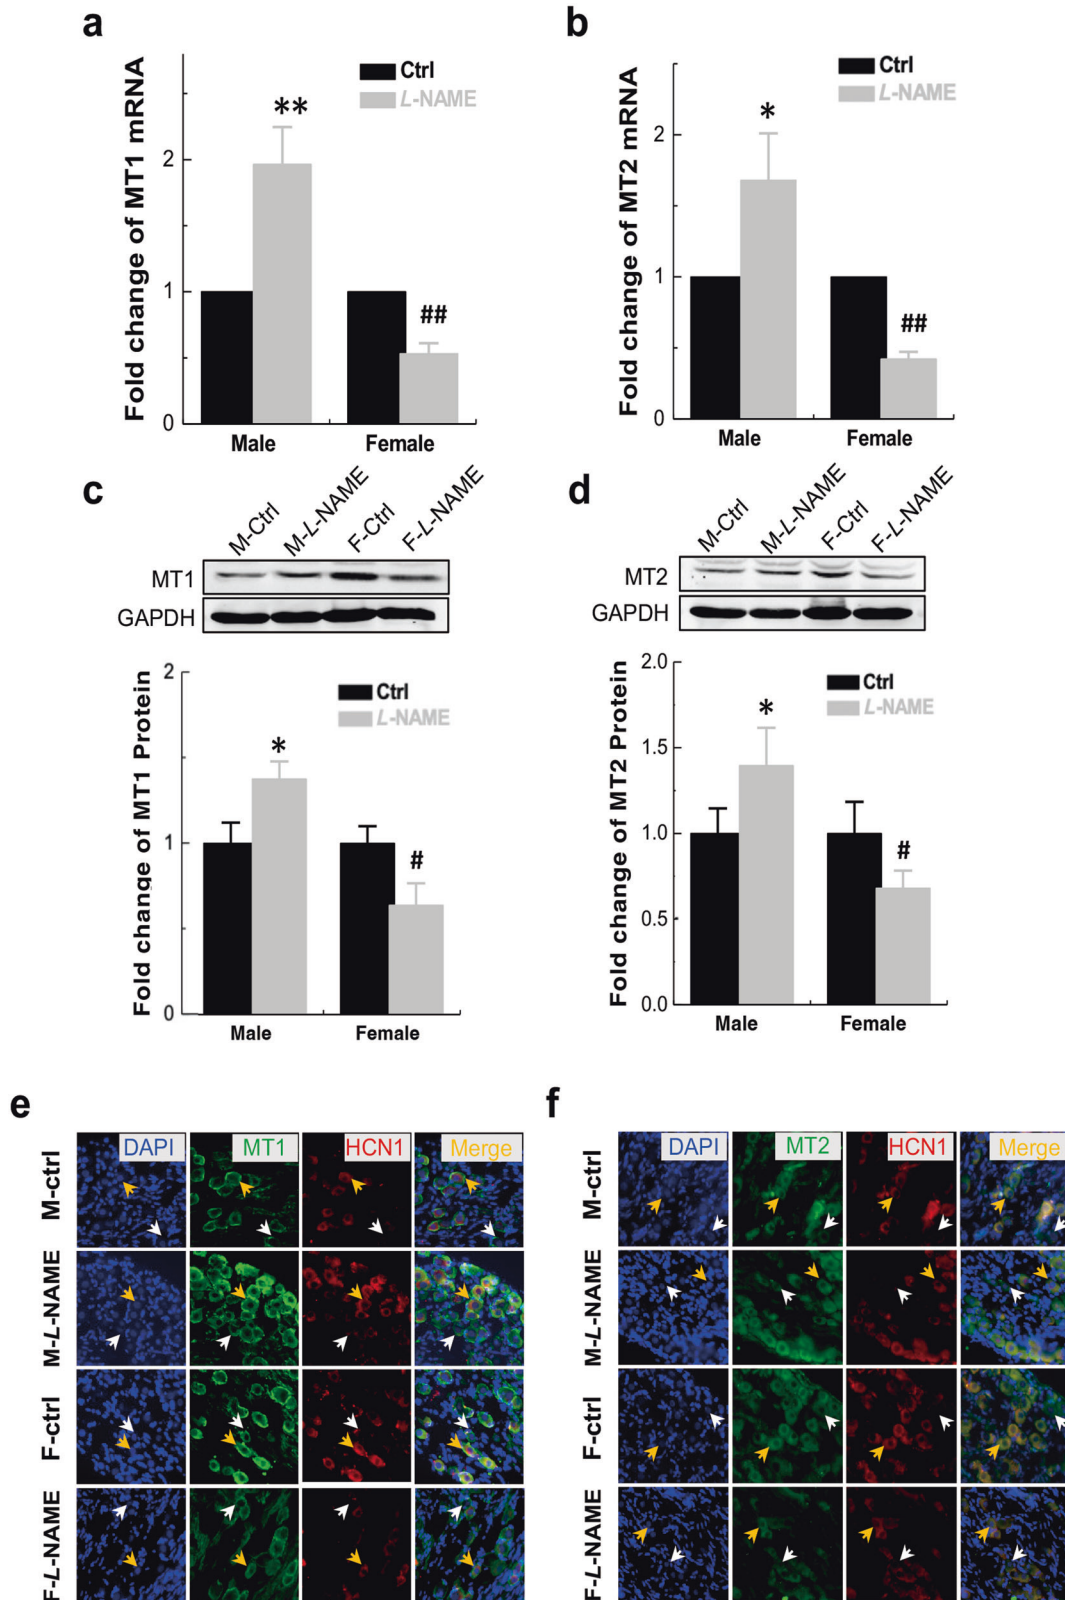 a
Fold change of MT1 mRNA
2
1
0
Ctrl
L-NAME
**
##
Male
Female
b
Fold change of MT2 mRNA
2
1
0
Ctrl
L-NAME
*
##
Male
Female
c
M-Ctrl
M-L-NAME
F-Ctrl
F-L-NAME
MT1
GAPDH
Fold change of MT1 Protein
2
1
0
Ctrl
L-NAME
*
#
Male
Female
d
M-Ctrl
M-L-NAME
F-Ctrl
F-L-NAME
MT2
GAPDH
Fold change of MT2 Protein
2.0
1.5
1.0
0.5
0.0
Ctrl
L-NAME
*
#
Male
Female
e
DAPI
MT1
HCN1
Merge
M-ctrl
M-L-NAME
F-ctrl
F-L-NAME
f
DAPI
MT2
HCN1
Merge
M-ctrl
M-L-NAME
F-ctrl
F-L-NAME